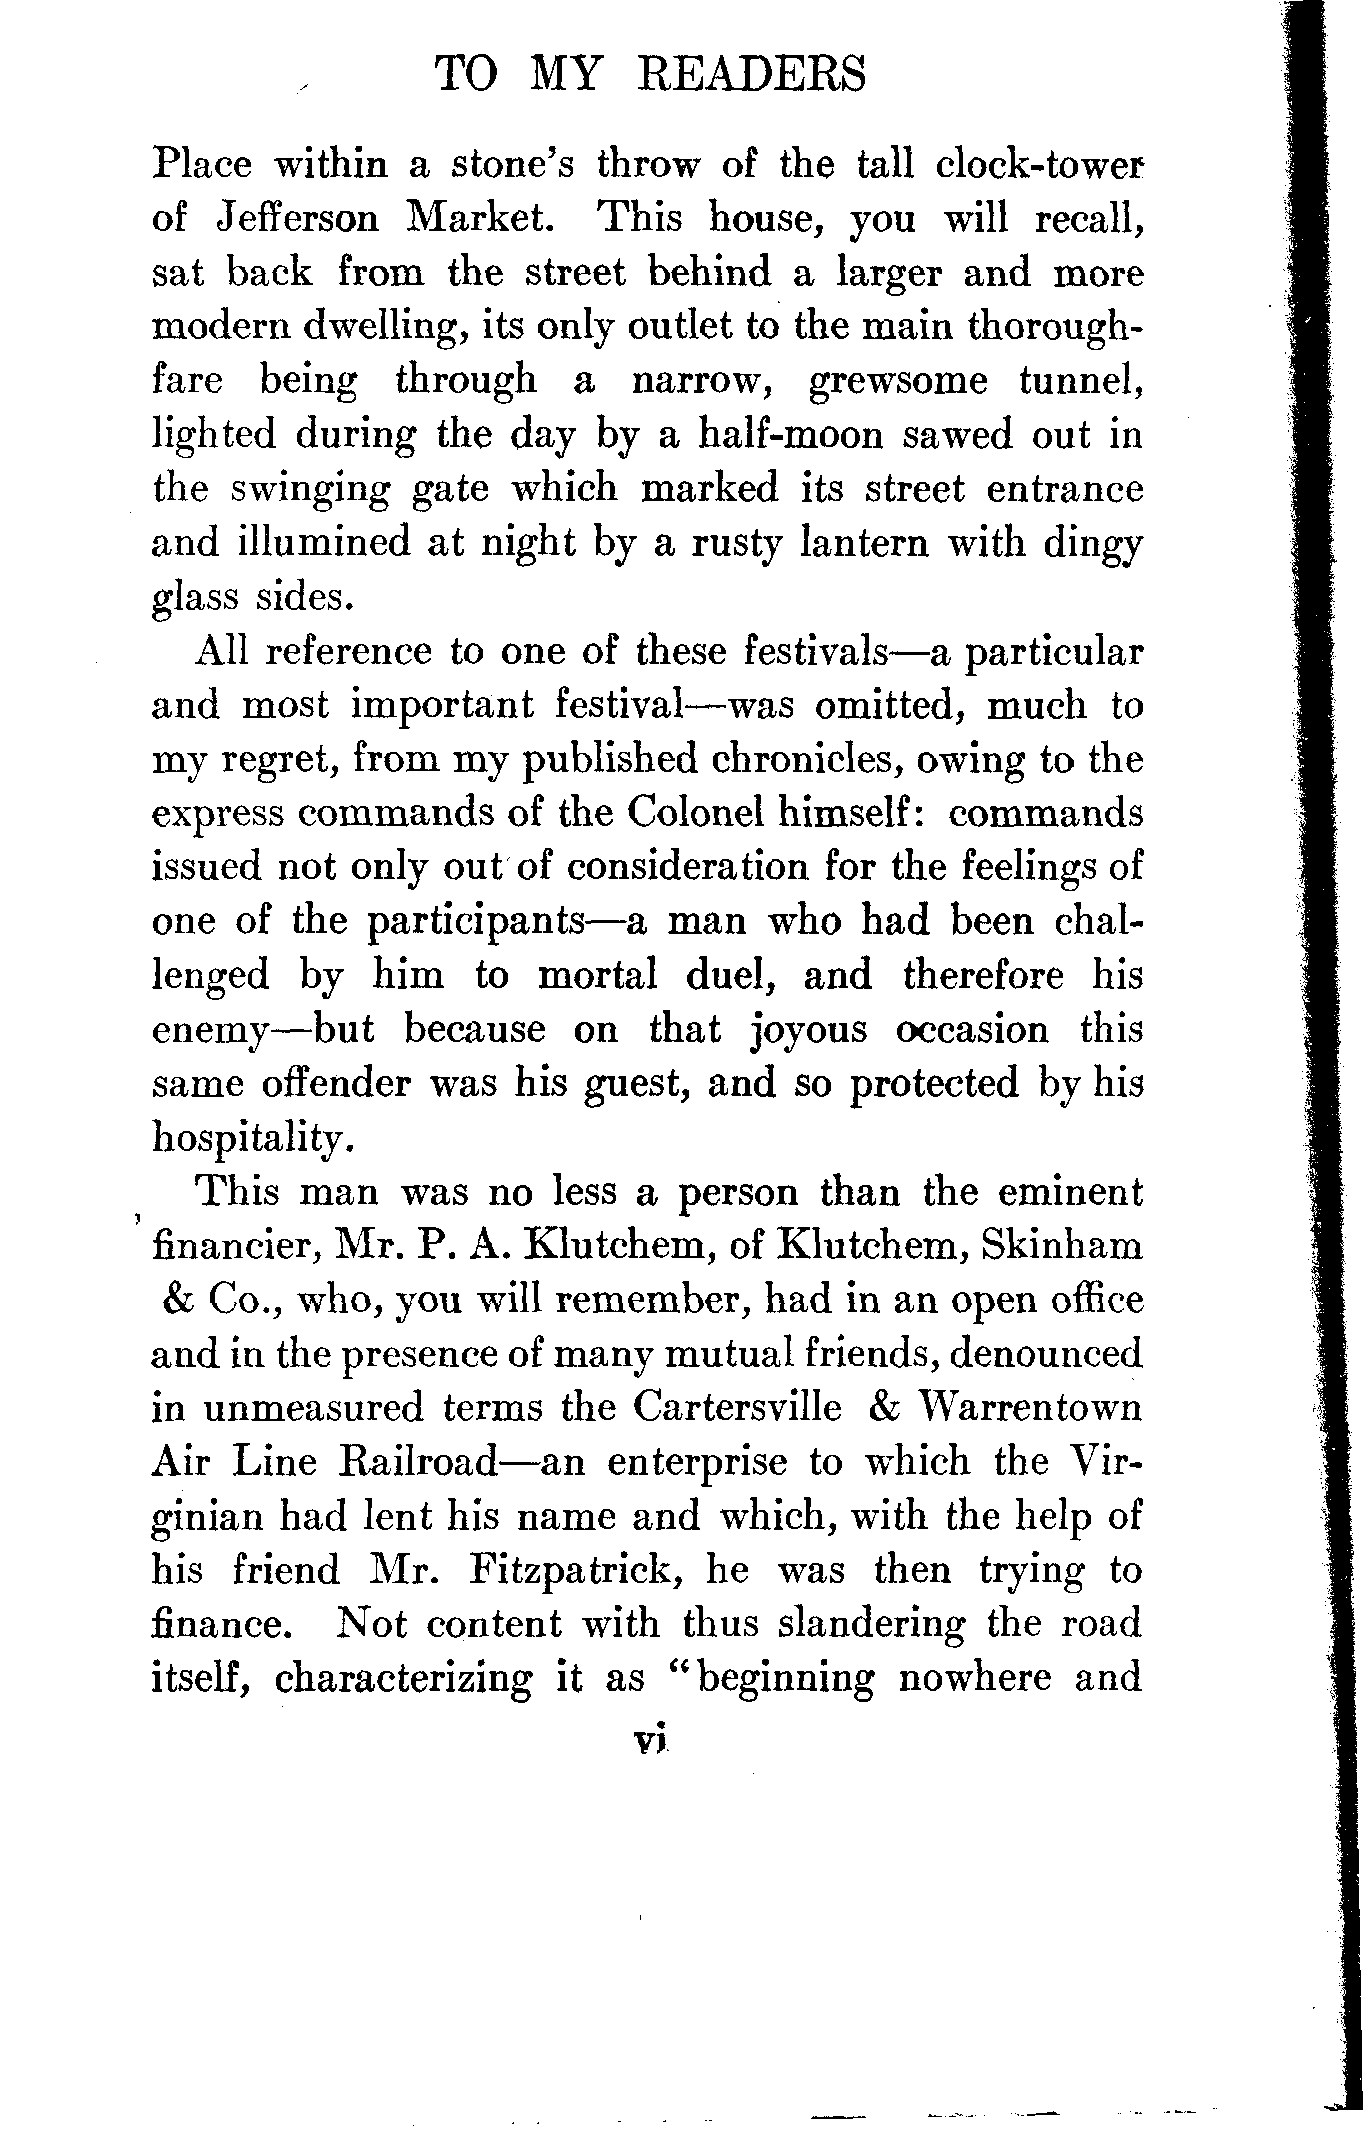 TO MY READERS
Place within a stone's throw of the tall clock-tower
of Jefferson Market. This house, you will recall,
sat back from the street behind a larger and more
modern dwelling, its only outlet to the main thorough-
fare being through a narrow, grewsome tunnel,
lighted during the day by a half-moon sawed out in
the swinging gate which marked its street entrance
and illumined at night by a rusty lantern with dingy
glass sides.
All reference to one of these festivals—a particular
and most important festival—was omitted, much to
my regret, from my published chronicles, owing to the
express commands of the Colonel himself: commands
issued not only out of consideration for the feelings of
one of the participants—a man who had been chal-
lenged by him to mortal duel, and therefore his
enemy—but because on that joyous occasion this
same offender was his guest, and so protected by his
hospitality.
This man was no less a person than the eminent
financier, Mr. P. A. Klutchem, of Klutchem, Skinham
& Co., who, you will remember, had in an open office
and in the presence of many mutual friends, denounced
in unmeasured terms the Cartersville & Warrentown
Air Line Railroad—an enterprise to which the Vir-
ginian had lent his name and which, with the help of
his friend Mr. Fitzpatrick, he was then trying to
finance. Not content with thus slandering the road
itself, characterizing it as "beginning nowhere and
vi